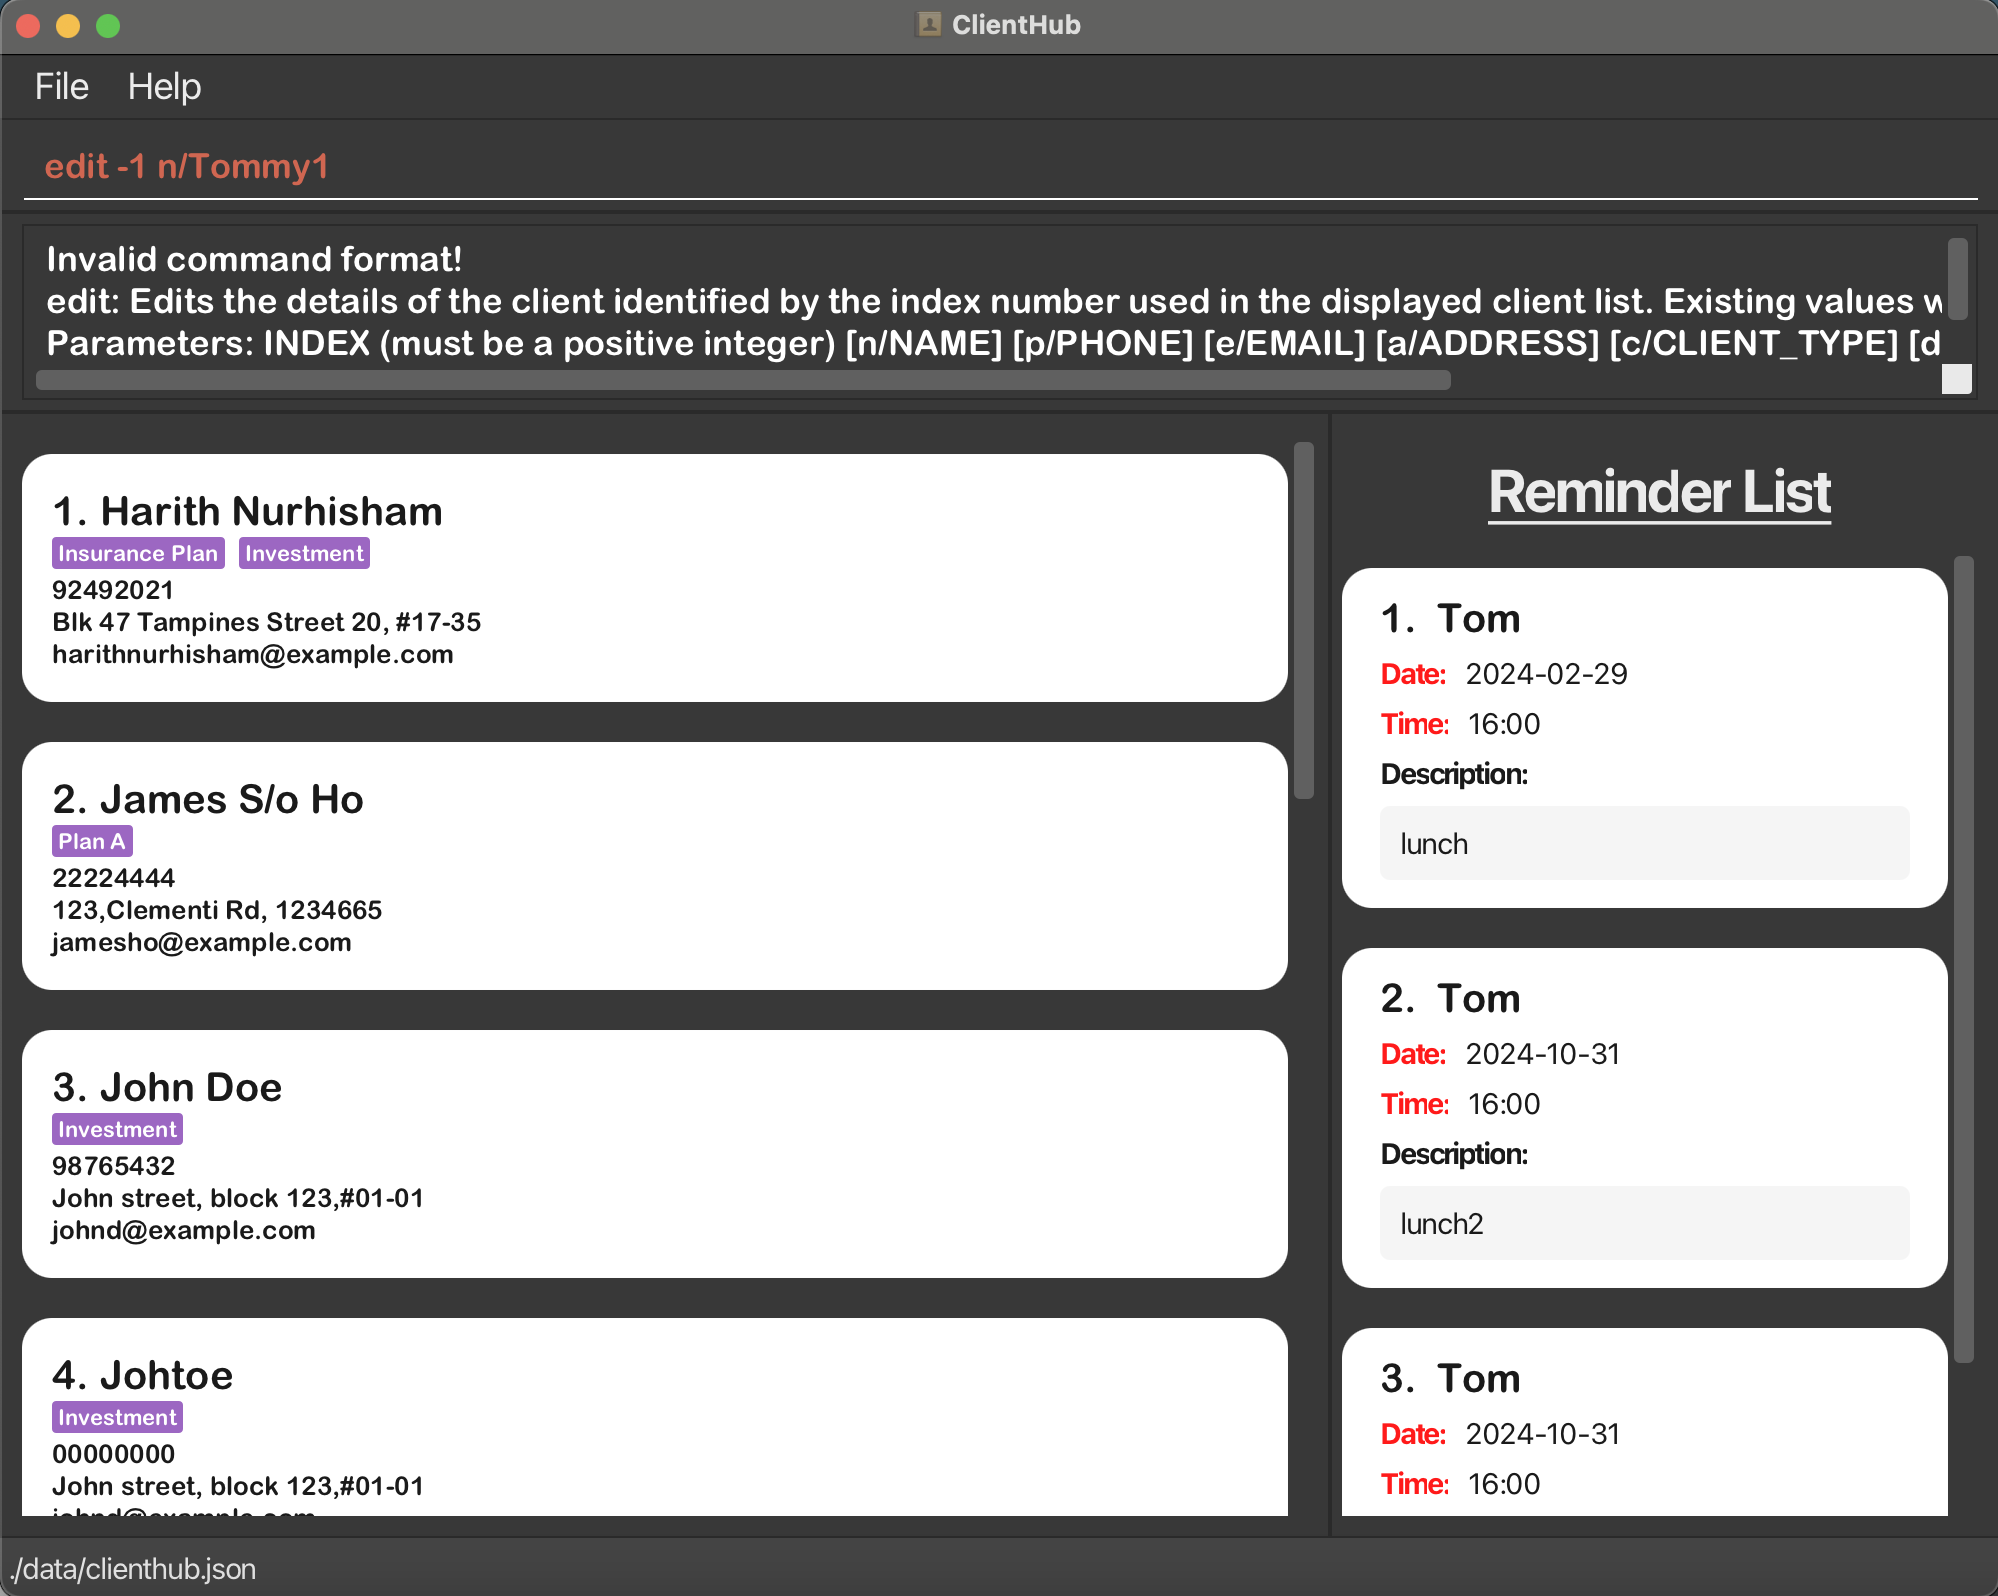 ClientHub
File Help
edit -1 n/Tommy1
Invalid command format!
edit: Edits the details of the client identified by the index number used in the displayed client list. Existing values
Parameters: INDEX (must be a positive integer) [n/NAME] [p/PHONE] [e/EMAIL] [a/ADDRESS] [c/CLIENT_TYPE] [d
1. Harith Nurhisham
Insurance Plan Investment
92492021
Blk 47 Tampines Street 20, #17-35
harithnurhisham@example.com
2. James S/o Ho
Plan A
22224444
123,Clementi Rd, 1234665
jamesho@example.com
3. John Doe
Investment
98765432
John street, block 123,#01-01
johnd@example.com
4. Johtoe
Investment
00000000
John street, block 123,#01-01
johnd@example.com
Reminder List
1. Tom
Date: 2024-02-29
Time: 16:00
Description:
lunch
2. Tom
Date: 2024-10-31
Time: 16:00
Description:
lunch2
3. Tom
Date: 2024-10-31
Time: 16:00
./data/clienthub.json